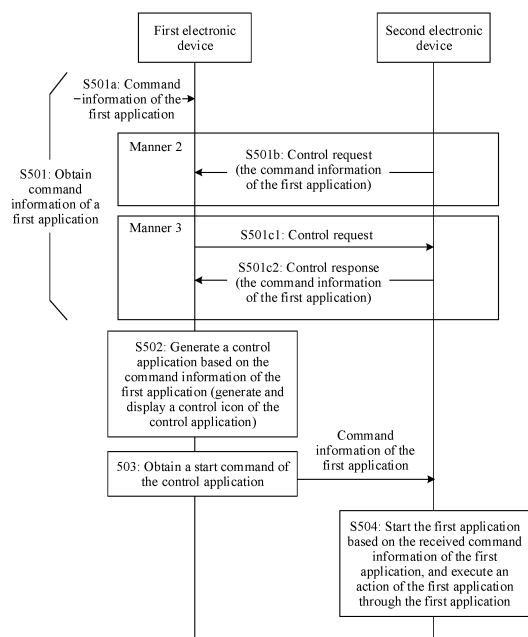 First electronic
device
Second electronic
device
S501a: Command
information of the
first application
S501: Obtain
command
information of a
first application
Manner 2
S501b: Control request
(the command information
of the first application)
Manner 3
S501c1: Control request
S501c2: Control response
(the command information
of the first application)
S502: Generate a control
application based on the
command information of the
first application (generate and
display a control icon of the
control application)
503: Obtain a start command of
the control application
Command
information of the
first application
S504: Start the first application
based on the received command
information of the first
application, and execute an
action of the first application
through the first application